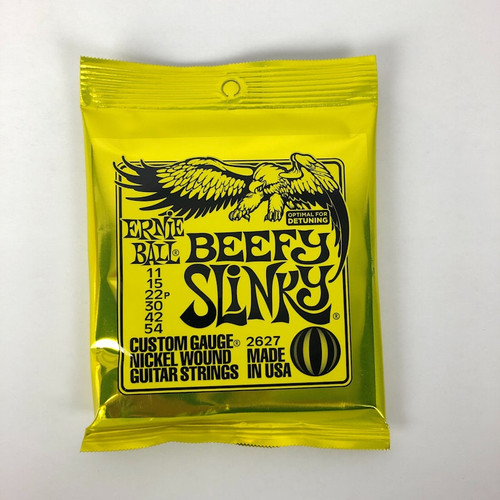 OPTIMAL FOR
DETUNING
ERNIE
BALL®
BEEFY
SLINKY®
11
15
22P
30
42
54
CUSTOM GAUGE® 2627
NICKEL WOUND MADE
GUITAR STRINGS IN USA